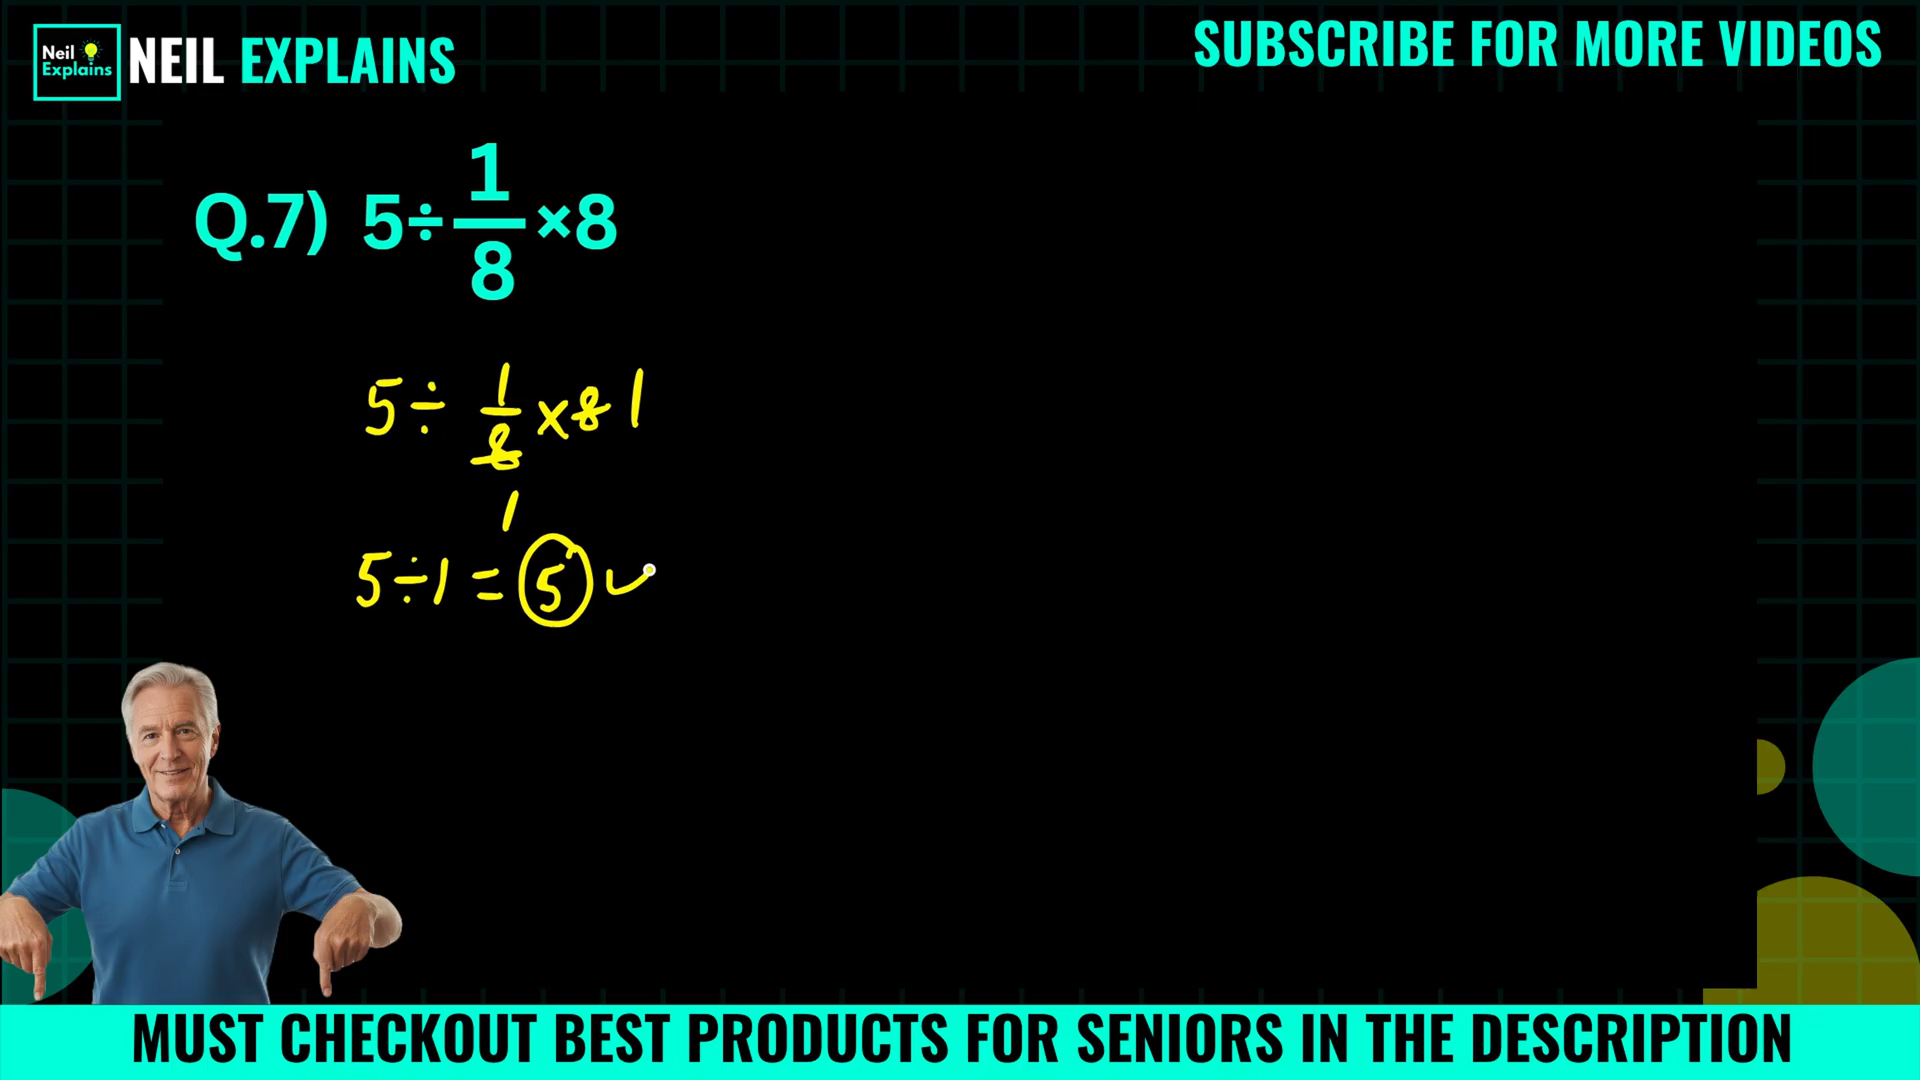 Neil
Explains
NEIL EXPLAINS
SUBSCRIBE FOR MORE VIDEOS
Q.7) 5÷1/8×8
5÷ 1/8 ×8 1
1
5÷1 = 5 ✓
MUST CHECKOUT BEST PRODUCTS FOR SENIORS IN THE DESCRIPTION